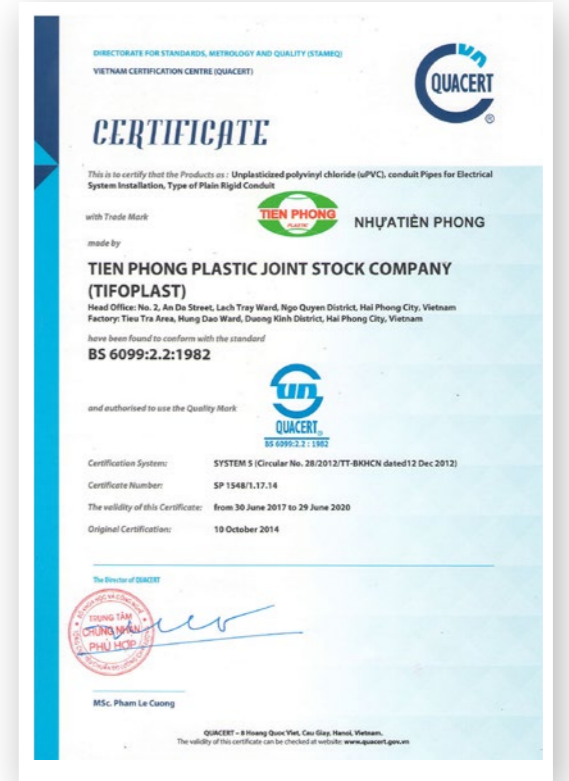 DIRECTORATE FOR STANDARDS, METROLOGY AND QUALITY (STAMEQ)
VIETNAM CERTIFICATION CENTRE (QUACERT)
QUACERT
®
CERTIFICATE
This is to certify that the Products as : Unplasticized polyvinyl chloride (uPVC), conduit Pipes for Electrical
System Installation, Type of Plain Rigid Conduit
with Trade Mark
TIEN PHONG
PLASTIC
NHỰA TIỀN PHONG
made by
TIEN PHONG PLASTIC JOINT STOCK COMPANY
(TIFOPLAST)
Head Office: No. 2, An Da Street, Lach Tray Ward, Ngo Quyen District, Hai Phong City, Vietnam
Factory: Tieu Tra Area, Hung Dao Ward, Duong Kinh District, Hai Phong City, Vietnam
have been found to conform with the standard
BS 6099:2.2:1982
and authorised to use the Quality Mark
QUACERT®
BS 6099:2.2 : 1982
Certification System: SYSTEM 5 (Circular No. 28/2012/TT-BKHCN dated12 Dec 2012)
Certificate Number: SP 1548/1.17.14
The validity of this Certificate: from 30 June 2017 to 29 June 2020
Original Certification: 10 October 2014
The Director of QUACERT
TRUNG TÂM
CHỨNG NHẬN
PHÙ HỢP
MSc. Pham Le Cuong
QUACERT – 8 Hoang Quoc Viet, Cau Giay, Hanoi, Vietnam.
The validity of this certificate can be checked at website: www.quacert.gov.vn